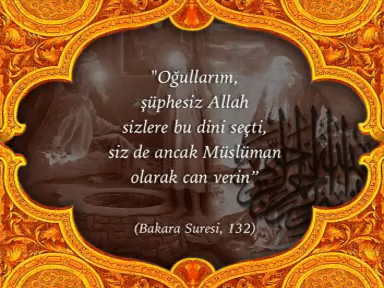 "Oğullarım,
şüphesiz Allah
sizlere bu dini seçti,
siz de ancak Müslüman
olarak can verin”
(Bakara Suresi, 132)